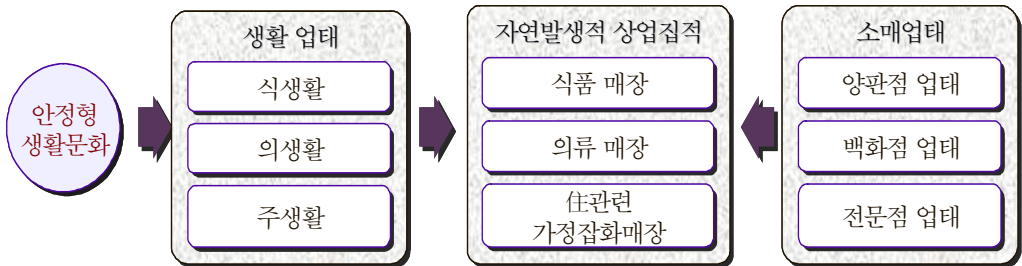 안정형
생활문화
생활 업태
식생활
의생활
주생활
자연발생적 상업집적
식품 매장
의류 매장
住관련
가정잡화매장
소매업태
양판점 업태
백화점 업태
전문점 업태